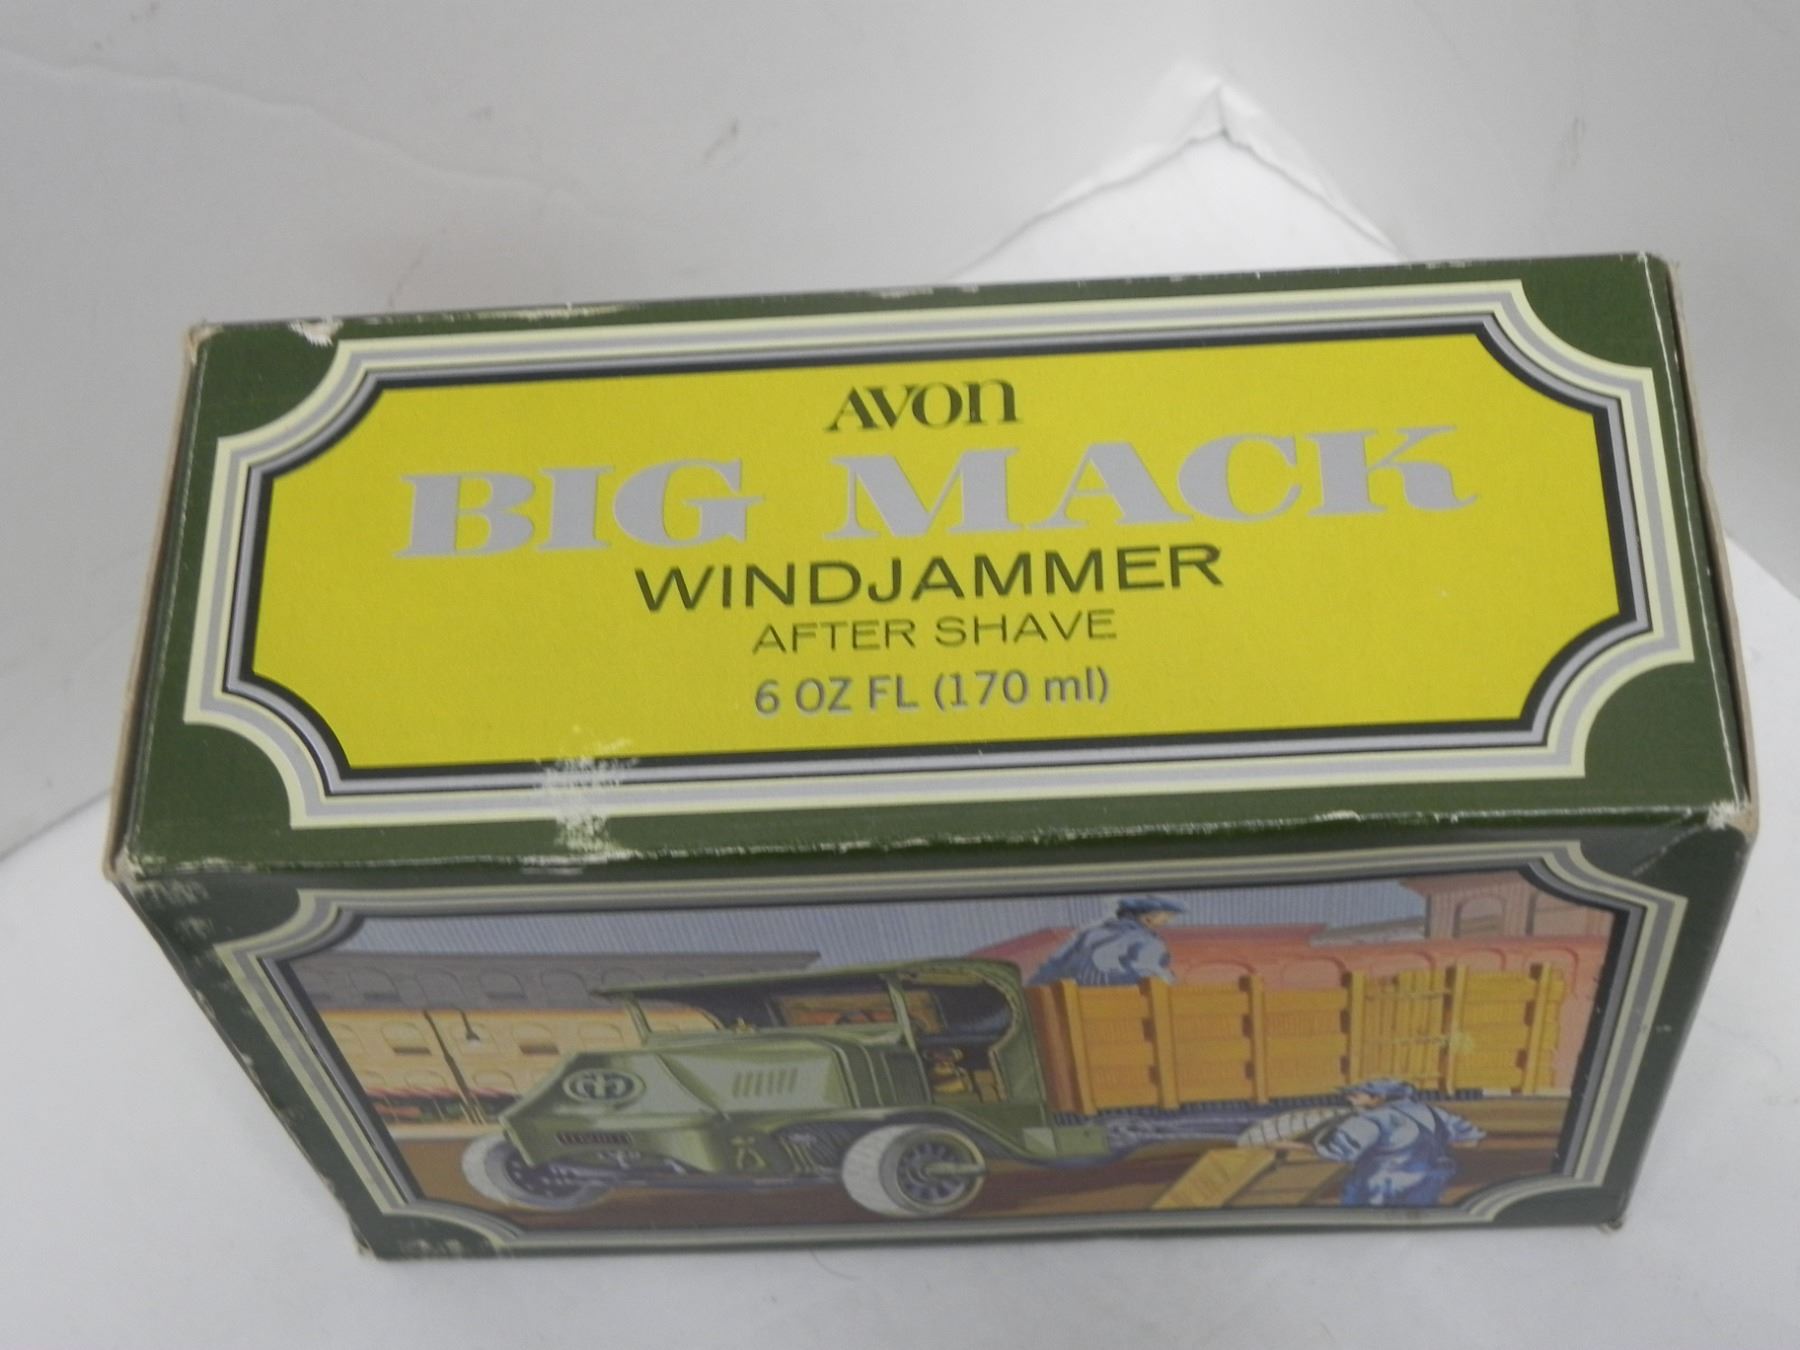 AVON
BIG MACK
WINDJAMMER
AFTER SHAVE
6 OZ FL (170 ml)